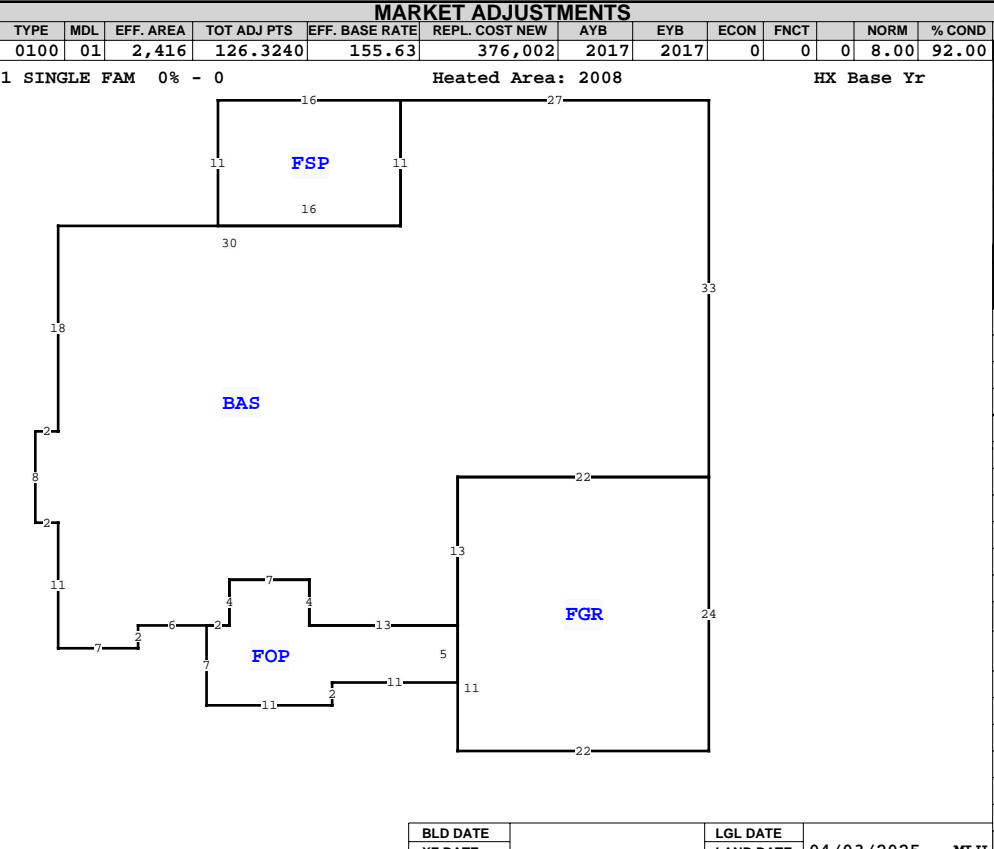 MARKET ADJUSTMENTS
TYPE MDL EFF. AREA TOT ADJ PTS EFF. BASE RATE REPL. COST NEW AYB EYB ECON FNCT NORM % COND
0100 01 2,416 126.3240 155.63 376,002 2017 2017 0 0 0 8.00 92.00
1 SINGLE FAM 0% - 0 Heated Area: 2008 HX Base Yr
16 27
11 FSP 11
16
30
33
18
BAS
2
8 22
2
13
11
7
4 4 FGR 24
6 2 13
2
7 FOP 5
7
11 11
2
11
22
BLD DATE LGL DATE